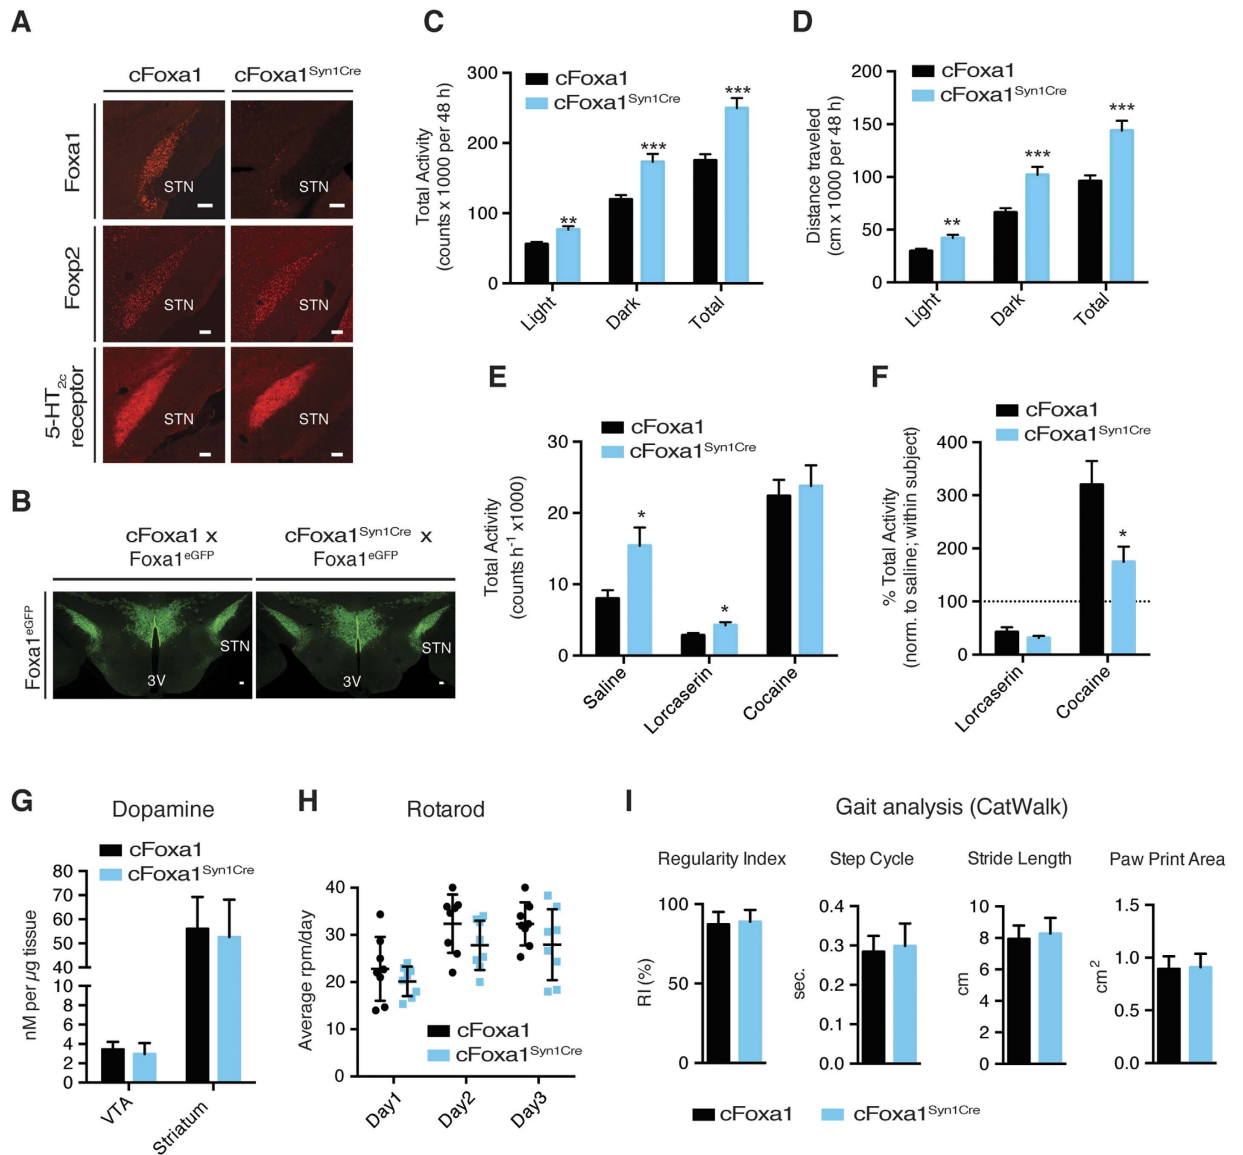 A
cFoxa1 cFoxa1Syn1Cre
Foxa1
STN
STN
Foxp2
STN
STN
5-HT2c
receptor
STN
STN
B
cFoxa1 x
Foxa1eGFP
cFoxa1Syn1Cre x
Foxa1eGFP
Foxa1eGFP
STN
STN
3V
3V
C
cFoxa1
cFoxa1Syn1Cre
Total Activity
(counts x 1000 per 48 h)
300
200
100
0
**
***
***
Light
Dark
Total
D
cFoxa1
cFoxa1Syn1Cre
Distance traveled
(cm x 1000 per 48 h)
200
150
100
50
0
**
***
***
Light
Dark
Total
E
cFoxa1
cFoxa1Syn1Cre
Total Activity
(counts h-1 x1000)
30
20
10
0
*
*
Saline
Lorcaserin
Cocaine
F
cFoxa1
cFoxa1Syn1Cre
% Total Activity
(norm. to saline; within subject)
400
300
200
100
0
*
Lorcaserin
Cocaine
G
Dopamine
cFoxa1
cFoxa1Syn1Cre
nM per µg tissue
80
70
60
50
40
10
8
6
4
2
0
VTA
Striatum
H
Rotarod
Average rpm/day
40
30
20
10
0
cFoxa1
cFoxa1Syn1Cre
Day1
Day2
Day3
I
Gait analysis (CatWalk)
Regularity Index
RI (%)
100
50
0
Step Cycle
sec.
0.4
0.3
0.2
0.1
0.0
Stride Length
cm
10
8
6
4
2
0
Paw Print Area
cm2
1.5
1.0
0.5
0.0
cFoxa1
cFoxa1Syn1Cre